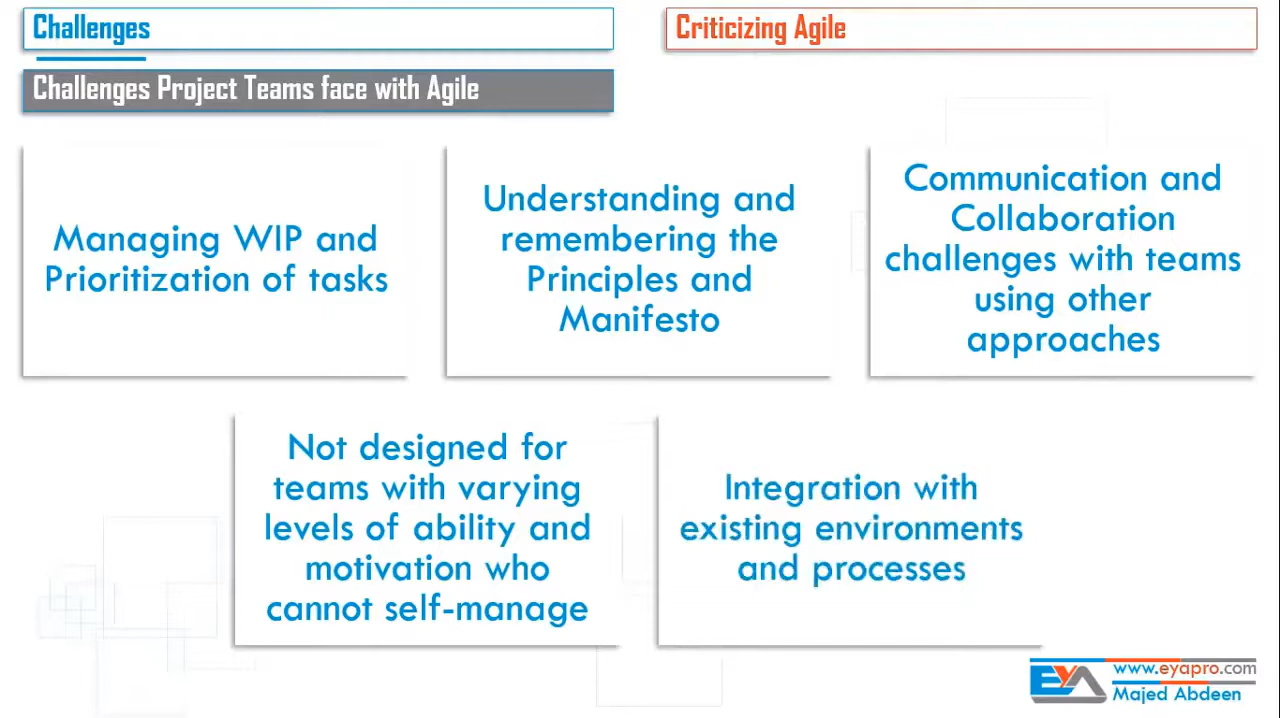 Challenges
Criticizing Agile
Challenges Project Teams face with Agile
Managing WIP and
Prioritization of tasks
Understanding and
remembering the
Principles and
Manifesto
Communication and
Collaboration
challenges with teams
using other
approaches
Not designed for
teams with varying
levels of ability and
motivation who
cannot self-manage
Integration with
existing environments
and processes
EYA
www.eyapro.com
Majed Abdeen